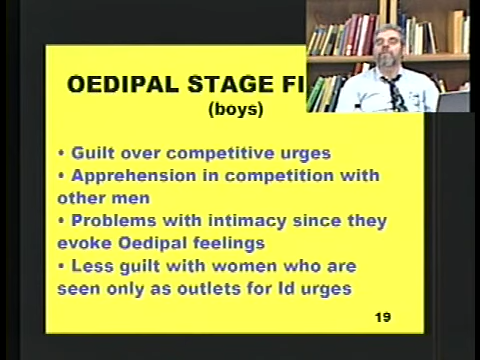 OEDIPAL STAGE FI
(boys)
• Guilt over competitive urges
• Apprehension in competition with
other men
• Problems with intimacy since they
evoke Oedipal feelings
• Less guilt with women who are
seen only as outlets for Id urges
19